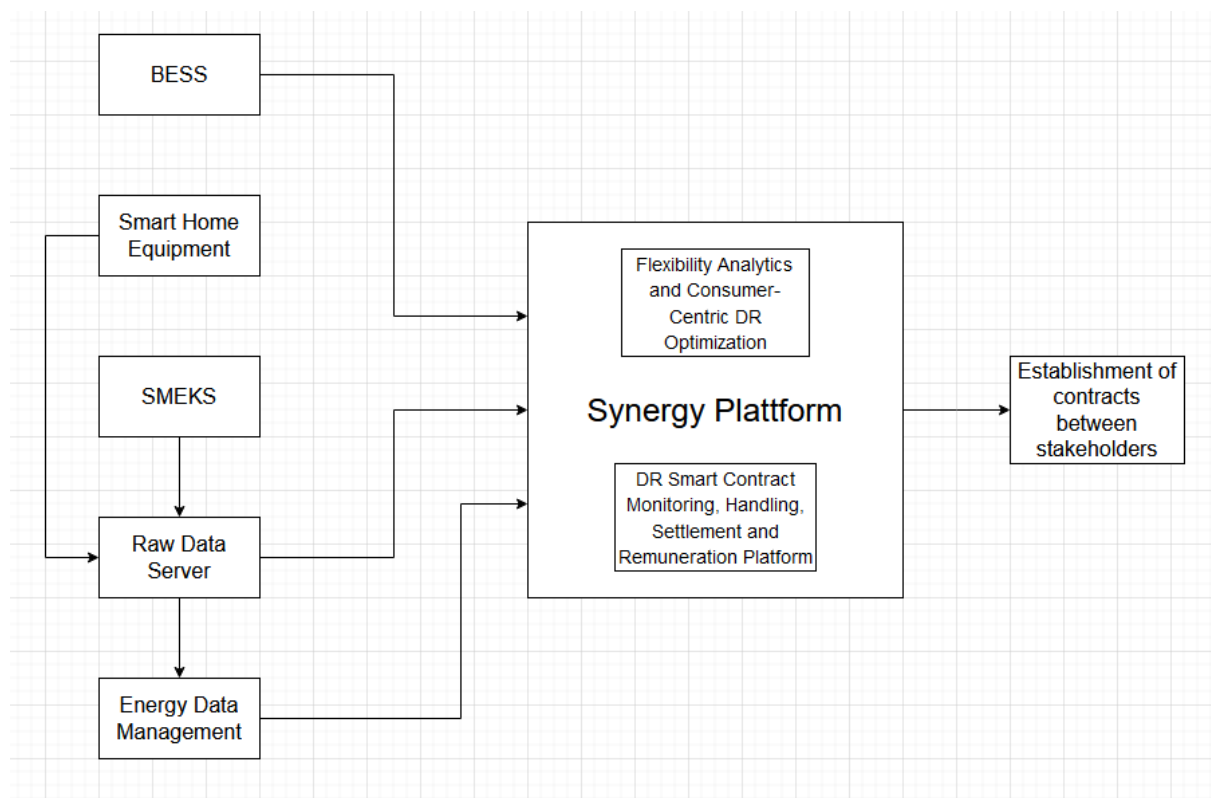 BESS
Smart Home
Equipment
SMEKS
Raw Data
Server
Energy Data
Management
Flexibility Analytics
and Consumer-
Centric DR
Optimization
Synergy Plattform
DR Smart Contract
Monitoring, Handling,
Settlement and
Remuneration Platform
Establishment of
contracts
between
stakeholders